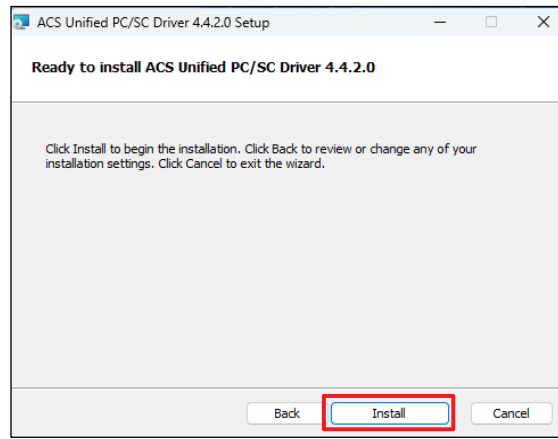 ACS Unified PC/SC Driver 4.4.2.0 Setup
Ready to install ACS Unified PC/SC Driver 4.4.2.0
Click Install to begin the installation. Click Back to review or change any of your
installation settings. Click Cancel to exit the wizard.
Back Install Cancel